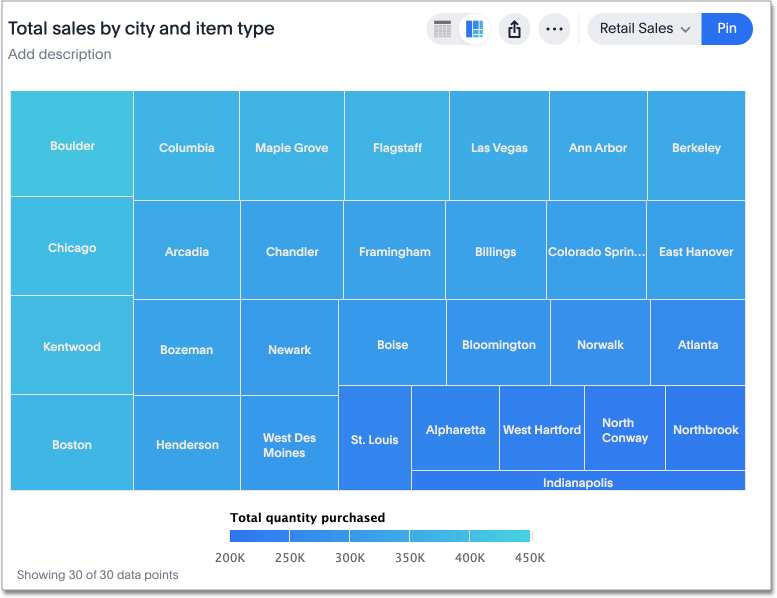 Total sales by city and item type
Add description
Retail Sales
Pin
Boulder
Columbia
Maple Grove
Flagstaff
Las Vegas
Ann Arbor
Berkeley
Chicago
Arcadia
Chandler
Framingham
Billings
Colorado Sprin...
East Hanover
Kentwood
Bozeman
Newark
Boise
Bloomington
Norwalk
Atlanta
Boston
Henderson
West Des
Moines
St. Louis
Alpharetta
West Hartford
North
Conway
Northbrook
Indianapolis
Total quantity purchased
200K 250K 300K 350K 400K 450K
Showing 30 of 30 data points